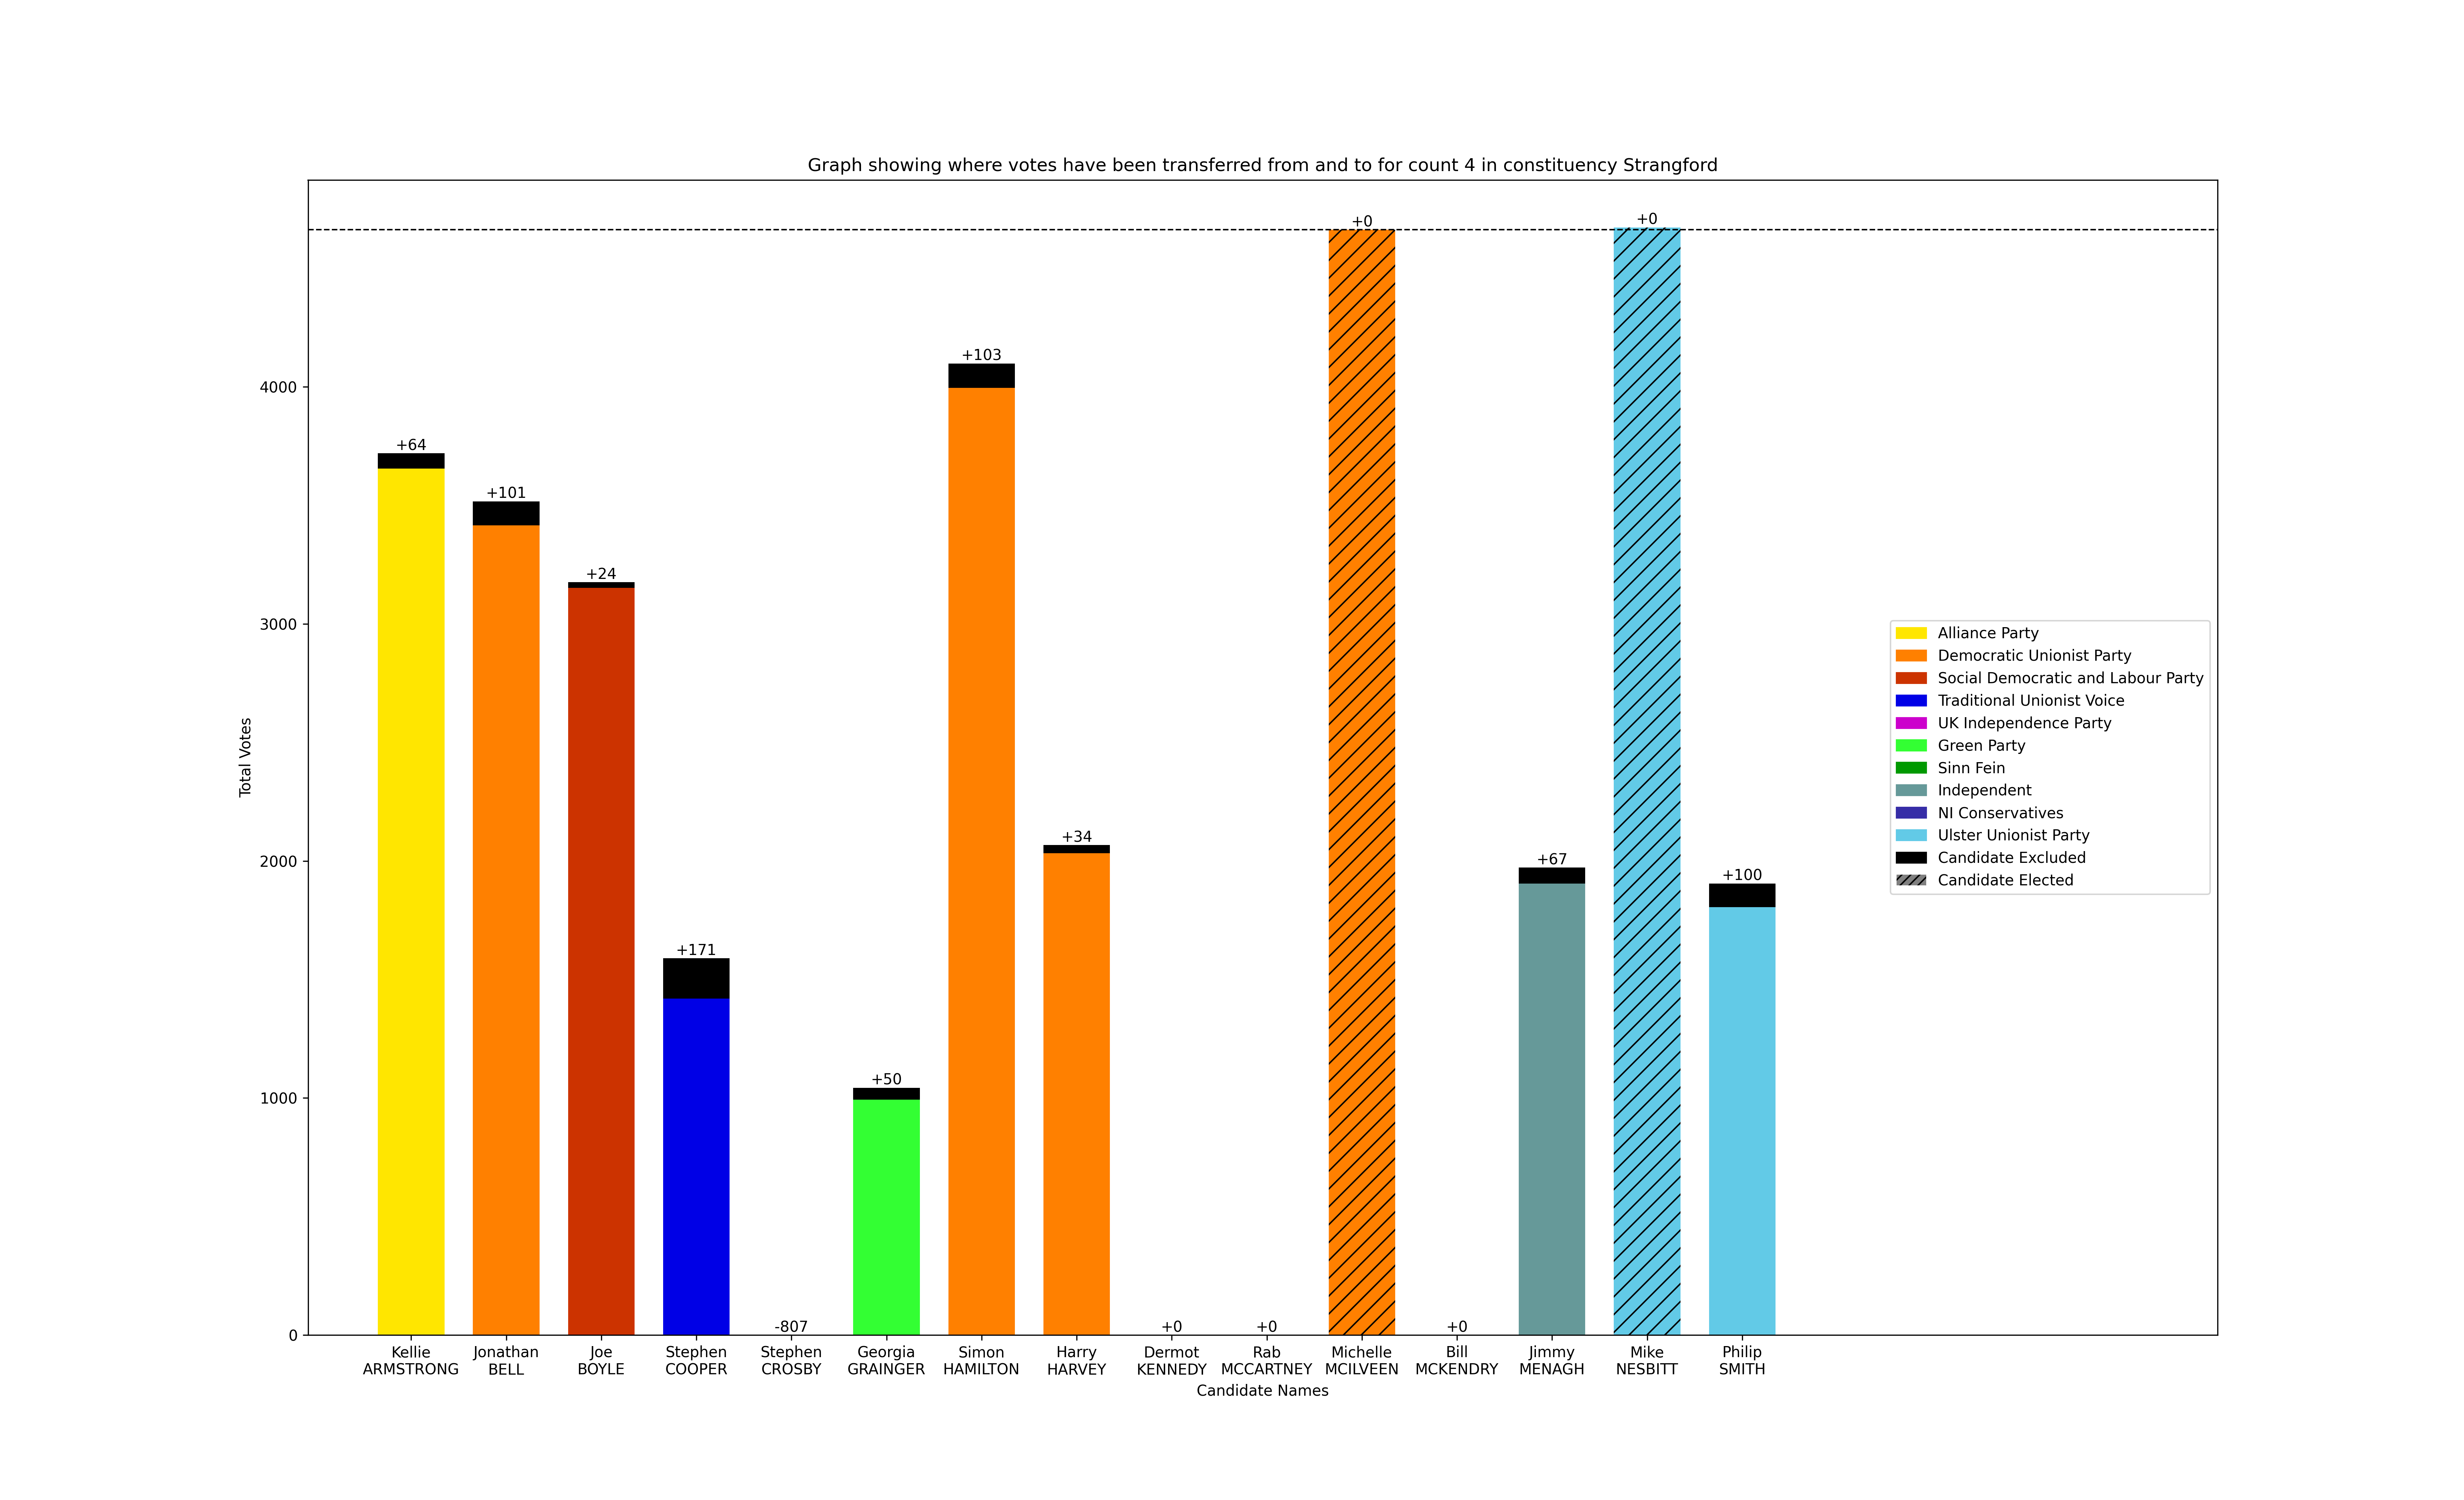 Graph showing where votes have been transferred from and to for count 4 in constituency Strangford
+0
+0
+103
+64
+101
+24
+34
+67
+100
+171
+50
-807
+0
+0
+0
4000
3000
2000
1000
0
Total Votes
Alliance Party
Democratic Unionist Party
Social Democratic and Labour Party
Traditional Unionist Voice
UK Independence Party
Green Party
Sinn Fein
Independent
NI Conservatives
Ulster Unionist Party
Candidate Excluded
Candidate Elected
Kellie
ARMSTRONG
Jonathan
BELL
Joe
BOYLE
Stephen
COOPER
Stephen
CROSBY
Georgia
GRAINGER
Simon
HAMILTON
Harry
HARVEY
Dermot
KENNEDY
Rab
MCCARTNEY
Michelle
MCILVEEN
Bill
MCKENDRY
Jimmy
MENAGH
Mike
NESBITT
Philip
SMITH
Candidate Names